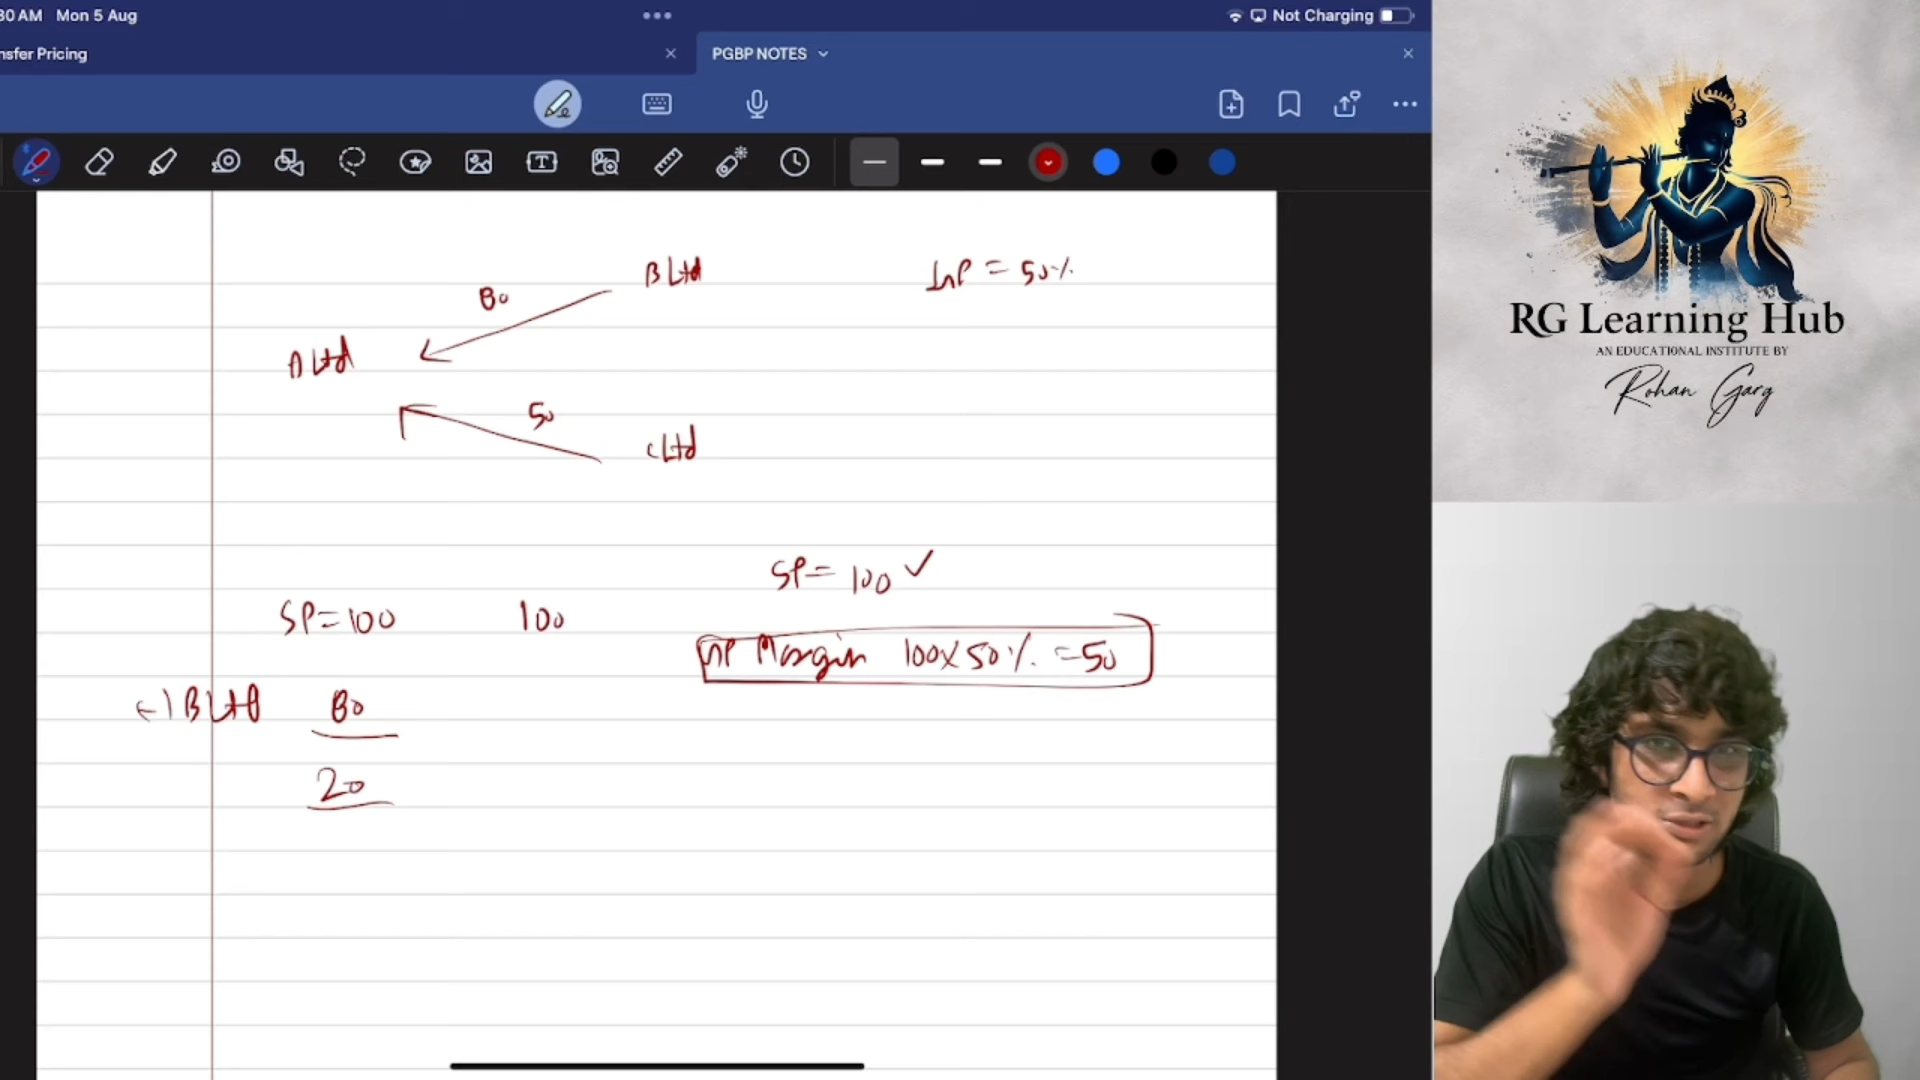 30 AM Mon 5 Aug
Not Charging
nsfer Pricing
PGBP NOTES
B Ltd
GP = 50%
80
A Ltd
50
C Ltd
SP = 100 ✓
SP = 100 100
GP Margin 100 x 50% = 50
(-) B Ltd 80
20
RG Learning Hub
AN EDUCATIONAL INSTITUTE BY
Rohan Garg